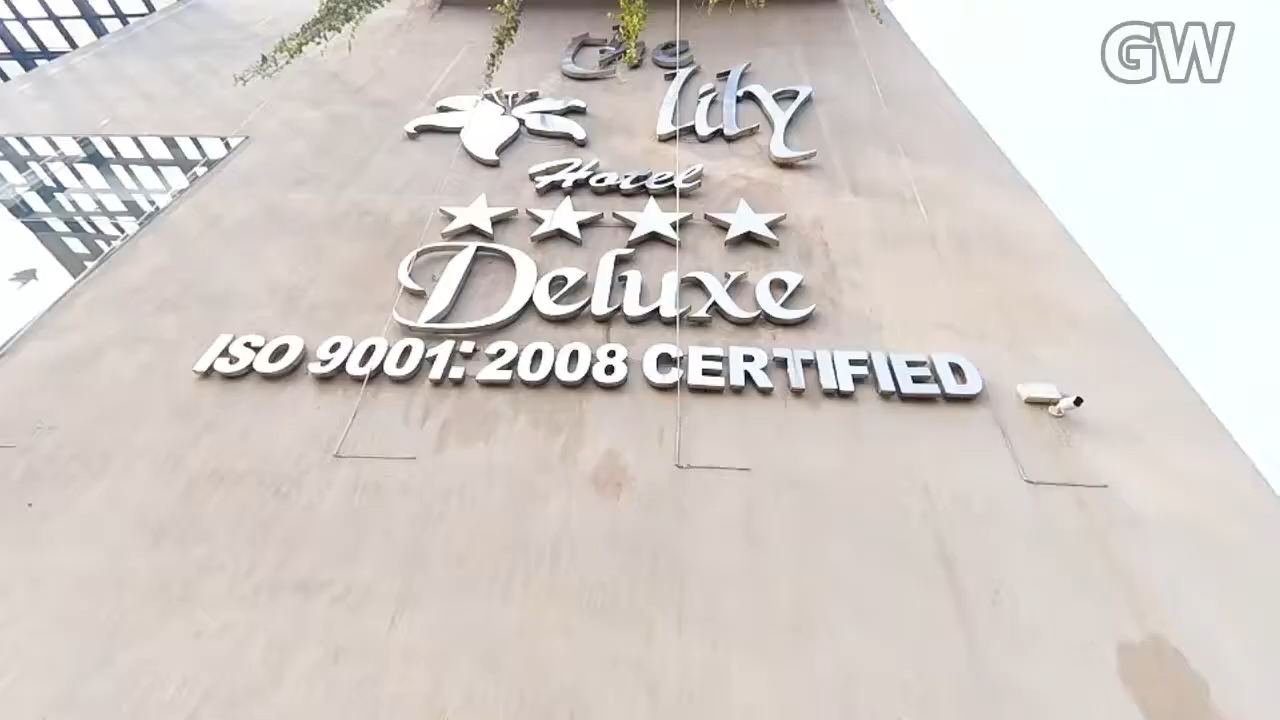 GW
The
Lily
Hotel
Deluxe
ISO 9001:2008 CERTIFIED